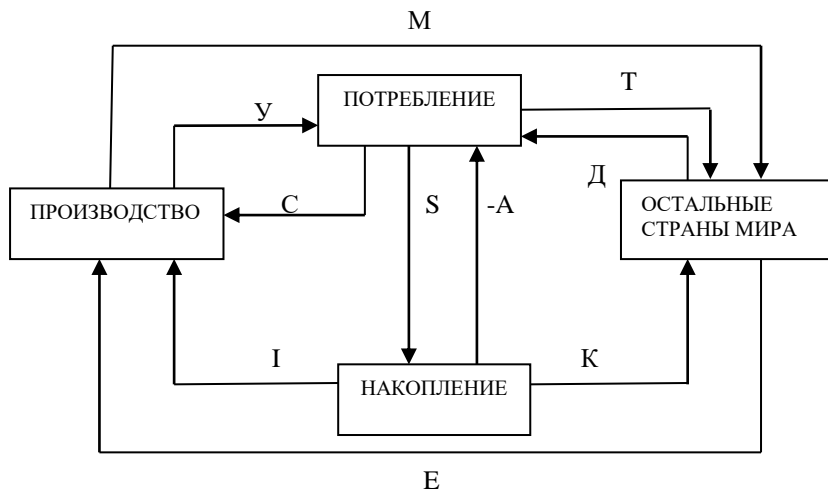 М
ПОТРЕБЛЕНИЕ
Т
У
Д
ПРОИЗВОДСТВО
С
S
-А
ОСТАЛЬНЫЕ
СТРАНЫ МИРА
I
К
НАКОПЛЕНИЕ
Е